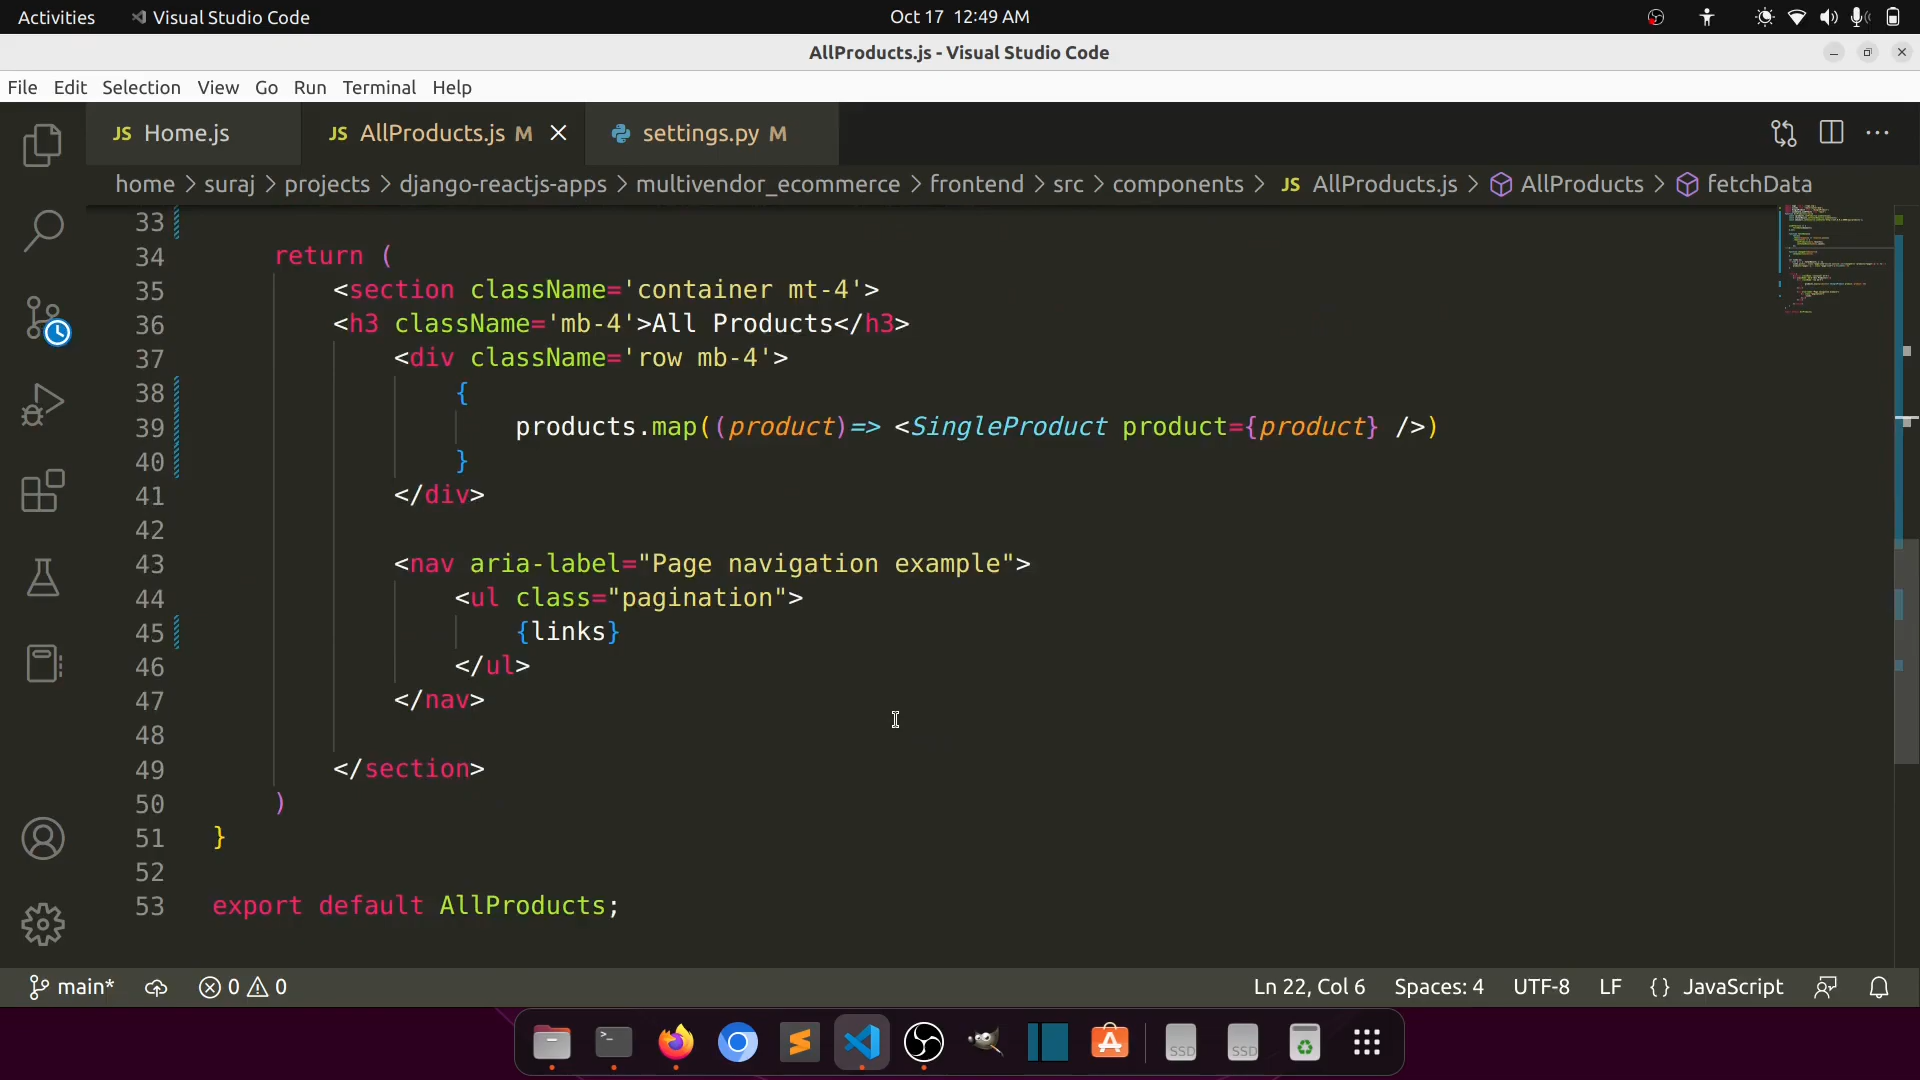 Activities Visual Studio Code Oct 17 12:49 AM
AllProducts.js - Visual Studio Code
File Edit Selection View Go Run Terminal Help
JS Home.js JS AllProducts.js M settings.py M
home > suraj > projects > django-reactjs-apps > multivendor_ecommerce > frontend > src > components > JS AllProducts.js > AllProducts > fetchData
33
34 return (
35 <section className='container mt-4'>
36 <h3 className='mb-4'>All Products</h3>
37 <div className='row mb-4'>
38 {
39 products.map((product)=> <SingleProduct product={product} />)
40 }
41 </div>
42
43 <nav aria-label="Page navigation example">
44 <ul class="pagination">
45 {links}
46 </ul>
47 </nav>
48
49 </section>
50 )
51 }
52
53 export default AllProducts;
main* 0 0 Ln 22, Col 6 Spaces: 4 UTF-8 LF {} JavaScript
SSD SSD